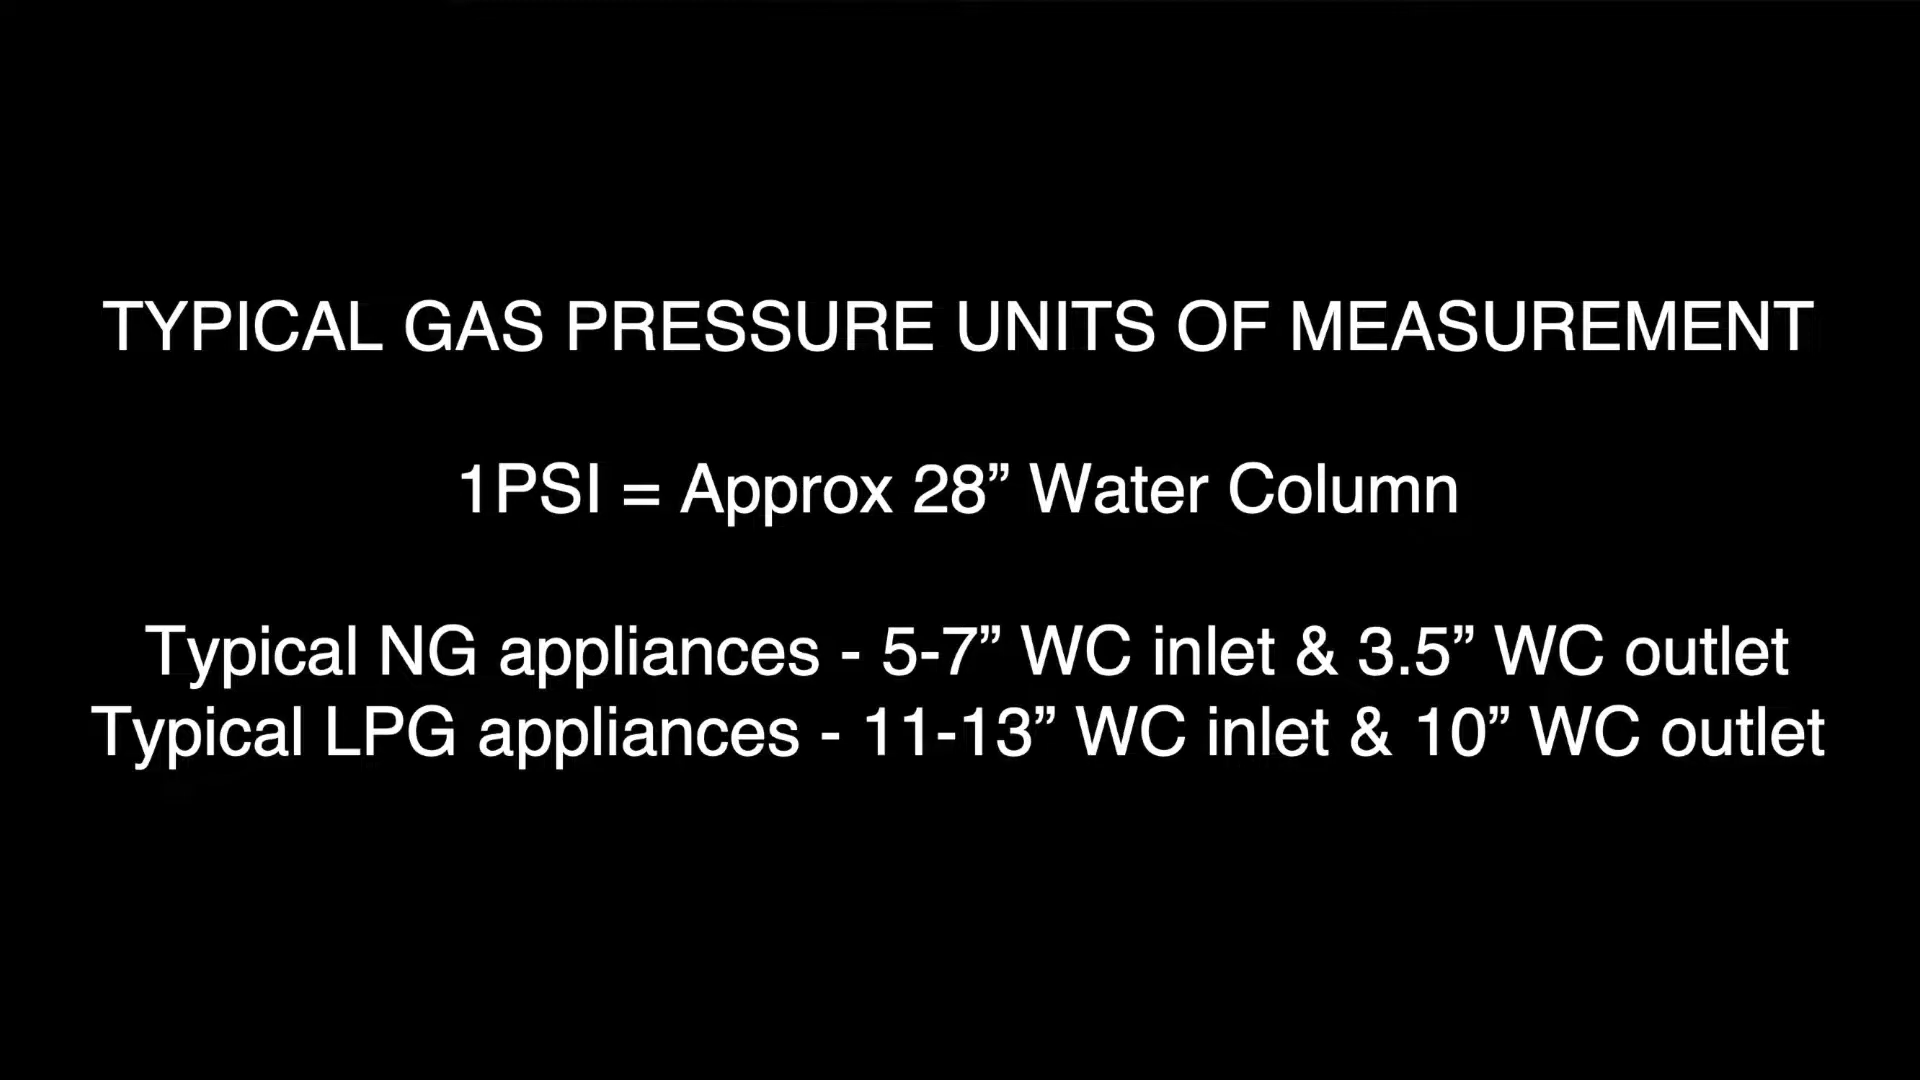 TYPICAL GAS PRESSURE UNITS OF MEASUREMENT
1PSI = Approx 28” Water Column
Typical NG appliances - 5-7” WC inlet & 3.5” WC outlet
Typical LPG appliances - 11-13” WC inlet & 10” WC outlet